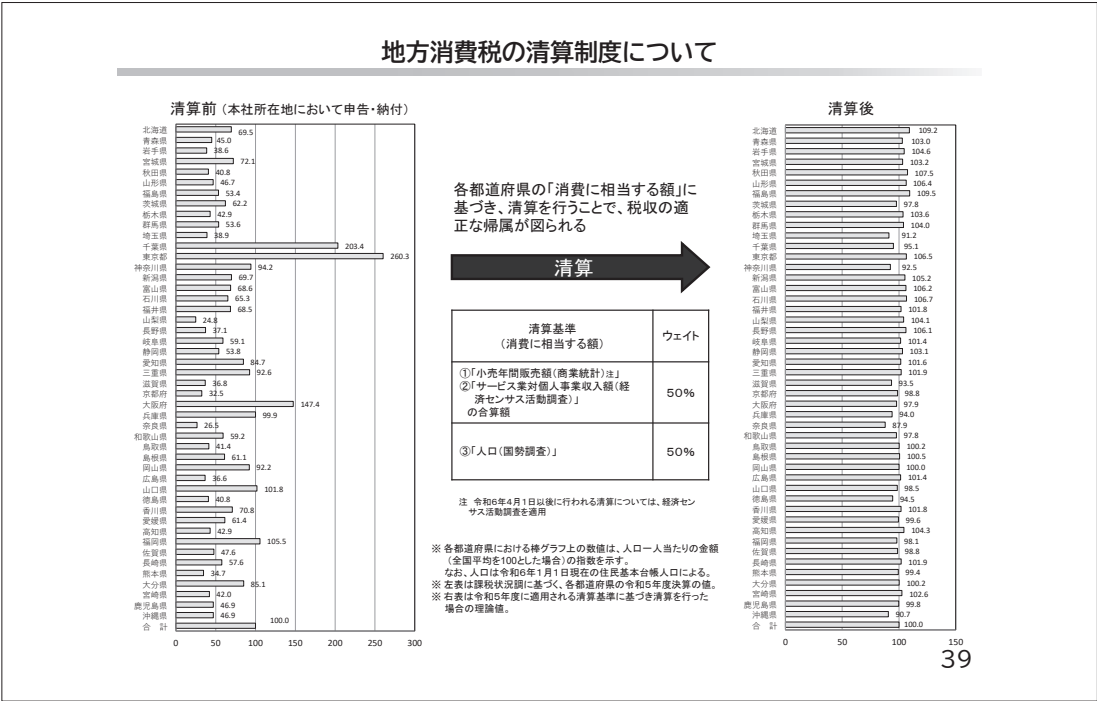 地方消費税の清算制度について
清算前(本社所在地において申告・納付)
北海道 69.5
青森県 45.0
岩手県 38.6
宮城県 72.1
秋田県 40.8
山形県 46.7
福島県 53.4
茨城県 62.2
栃木県 42.9
群馬県 53.6
埼玉県 38.9
千葉県 203.4
東京都 260.3
神奈川県 94.2
新潟県 69.7
富山県 68.6
石川県 65.3
福井県 68.5
山梨県 24.8
長野県 37.1
岐阜県 59.1
静岡県 53.8
愛知県 84.7
三重県 92.6
滋賀県 36.8
京都府 32.5
大阪府 147.4
兵庫県 99.9
奈良県 26.5
和歌山県 59.2
鳥取県 41.4
島根県 61.1
岡山県 92.2
広島県 36.6
山口県 101.8
徳島県 40.8
香川県 70.8
愛媛県 61.4
高知県 42.9
福岡県 105.5
佐賀県 47.6
長崎県 57.6
熊本県 34.7
大分県 85.1
宮崎県 42.0
鹿児島県 46.9
沖縄県 46.9
合 計 100.0
0 50 100 150 200 250 300
各都道府県の「消費に相当する額」に
基づき、清算を行うことで、税収の適
正な帰属が図られる
清算
清算基準 ウェイト
(消費に相当する額)
①「小売年間販売額(商業統計)注」
②「サービス業対個人事業収入額(経
済センサス活動調査)」
の合算額
50%
③「人口(国勢調査)」 50%
注 令和6年4月1日以後に行われる清算については、経済セン
サス活動調査を適用
※ 各都道府県における棒グラフ上の数値は、人口一人当たりの金額
(全国平均を100とした場合)の指数を示す。
なお、人口は令和6年1月1日現在の住民基本台帳人口による。
※ 左表は課税状況調に基づく、各都道府県の令和5年度決算の値。
※ 右表は令和5年度に適用される清算基準に基づき清算を行った
場合の理論値。
清算後
北海道 109.2
青森県 103.0
岩手県 104.6
宮城県 103.2
秋田県 107.5
山形県 106.4
福島県 109.5
茨城県 97.8
栃木県 103.6
群馬県 104.0
埼玉県 91.2
千葉県 95.1
東京都 106.5
神奈川県 92.5
新潟県 105.2
富山県 106.2
石川県 106.7
福井県 101.8
山梨県 104.1
長野県 106.1
岐阜県 101.4
静岡県 103.1
愛知県 101.6
三重県 101.9
滋賀県 93.5
京都府 98.8
大阪府 97.9
兵庫県 94.0
奈良県 87.9
和歌山県 97.8
鳥取県 100.2
島根県 100.5
岡山県 100.0
広島県 101.4
山口県 98.5
徳島県 94.5
香川県 101.8
愛媛県 99.6
高知県 104.3
福岡県 98.1
佐賀県 98.8
長崎県 101.9
熊本県 99.4
大分県 100.2
宮崎県 102.6
鹿児島県 99.8
沖縄県 90.7
合 計 100.0
0 50 100 150
39